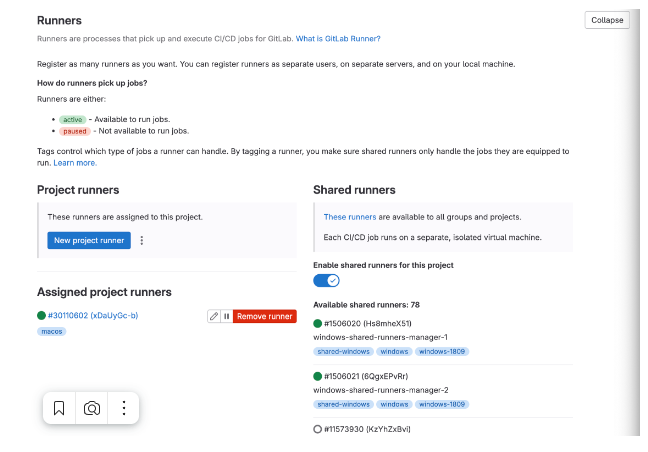 Runners
Collapse
Runners are processes that pick up and execute CI/CD jobs for GitLab. What is GitLab Runner?
Register as many runners as you want. You can register runners as separate users, on separate servers, and on your local machine.
How do runners pick up jobs?
Runners are either:
active - Available to run jobs.
paused - Not available to run jobs.
Tags control which type of jobs a runner can handle. By tagging a runner, you make sure shared runners only handle the jobs they are equipped to
run. Learn more.
Project runners
These runners are assigned to this project.
New project runner
Assigned project runners
#30110602 (xDaUyGc-b)
Remove runner
macos
Shared runners
These runners are available to all groups and projects.
Each CI/CD job runs on a separate, isolated virtual machine.
Enable shared runners for this project
Available shared runners: 78
#1506020 (Hs8mheX51)
windows-shared-runners-manager-1
shared-windows windows windows-1809
#1506021 (6QgxEPvRr)
windows-shared-runners-manager-2
shared-windows windows windows-1809
#11573930 (KzYhZxBvi)